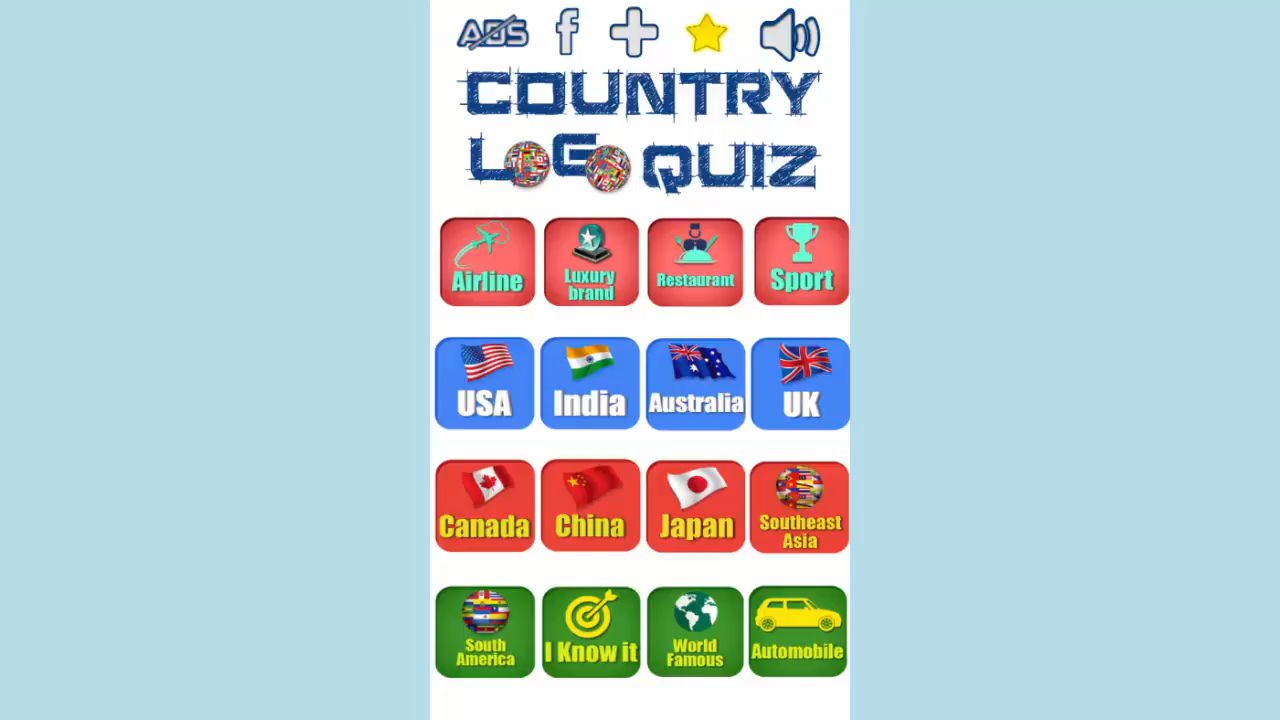 ADS f
COUNTRY
LOGO QUIZ
Airline
Luxury
brand
Restaurant
Sport
USA
India
Australia
UK
Canada
China
Japan
Southeast
Asia
South
America
I Know it
World
Famous
Automobile